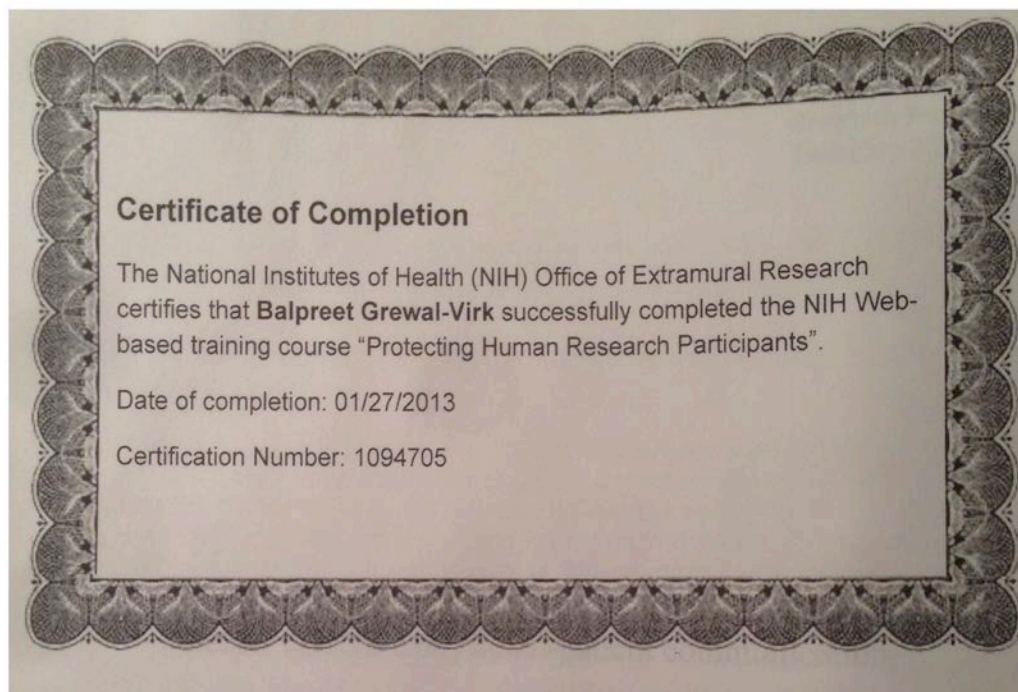 Certificate of Completion
The National Institutes of Health (NIH) Office of Extramural Research
certifies that Balpreet Grewal-Virk successfully completed the NIH Web-
based training course “Protecting Human Research Participants”.
Date of completion: 01/27/2013
Certification Number: 1094705